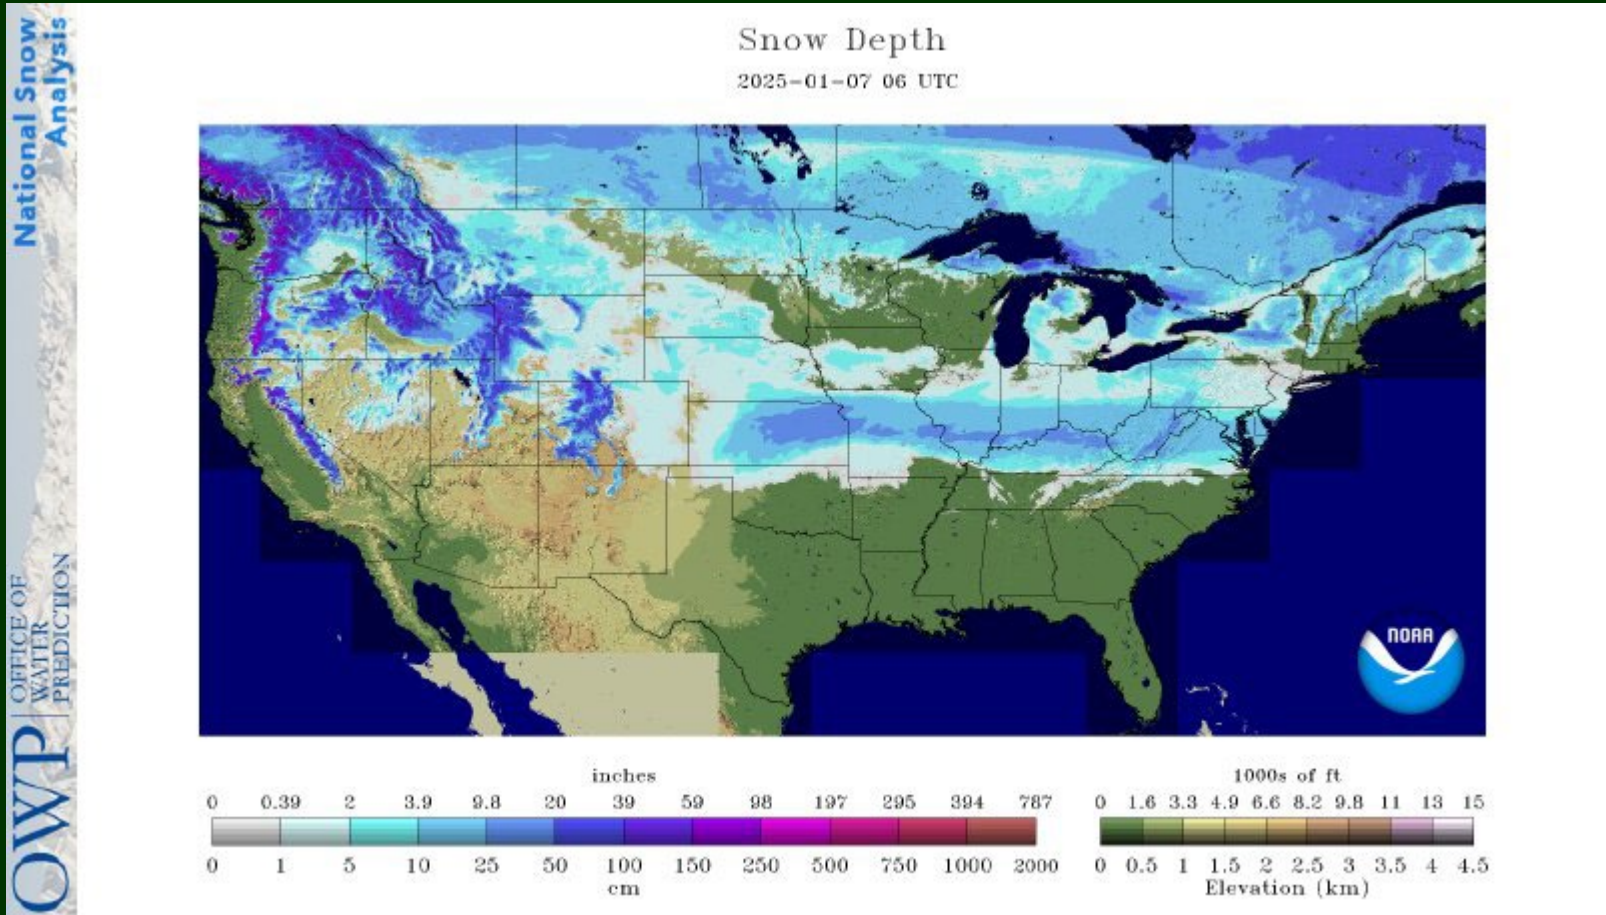 National Snow
Analysis
OFFICE OF
WATER
PREDICTION
OWP
Snow Depth
2025-01-07 06 UTC
NOAA
inches
0 0.39 2 3.9 9.8 20 39 59 98 197 295 394 787
0 1 5 10 25 50 100 150 250 500 750 1000 2000
cm
1000s of ft
0 1.6 3.3 4.9 6.6 8.2 9.8 11 13 15
0 0.5 1 1.5 2 2.5 3 3.5 4 4.5
Elevation (km)